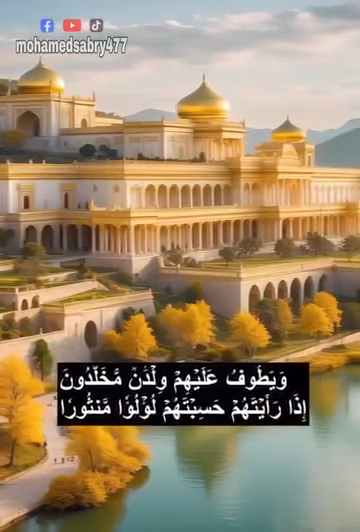 mohamedsabry477
وَيَطُوفُ عَلَيْهِمْ وِلْدَٰنٌ مُّخَلَّدُونَ
إِذَا رَأَيْتَهُمْ حَسِبْتَهُمْ لُؤْلُؤًا مَّنثُورًا